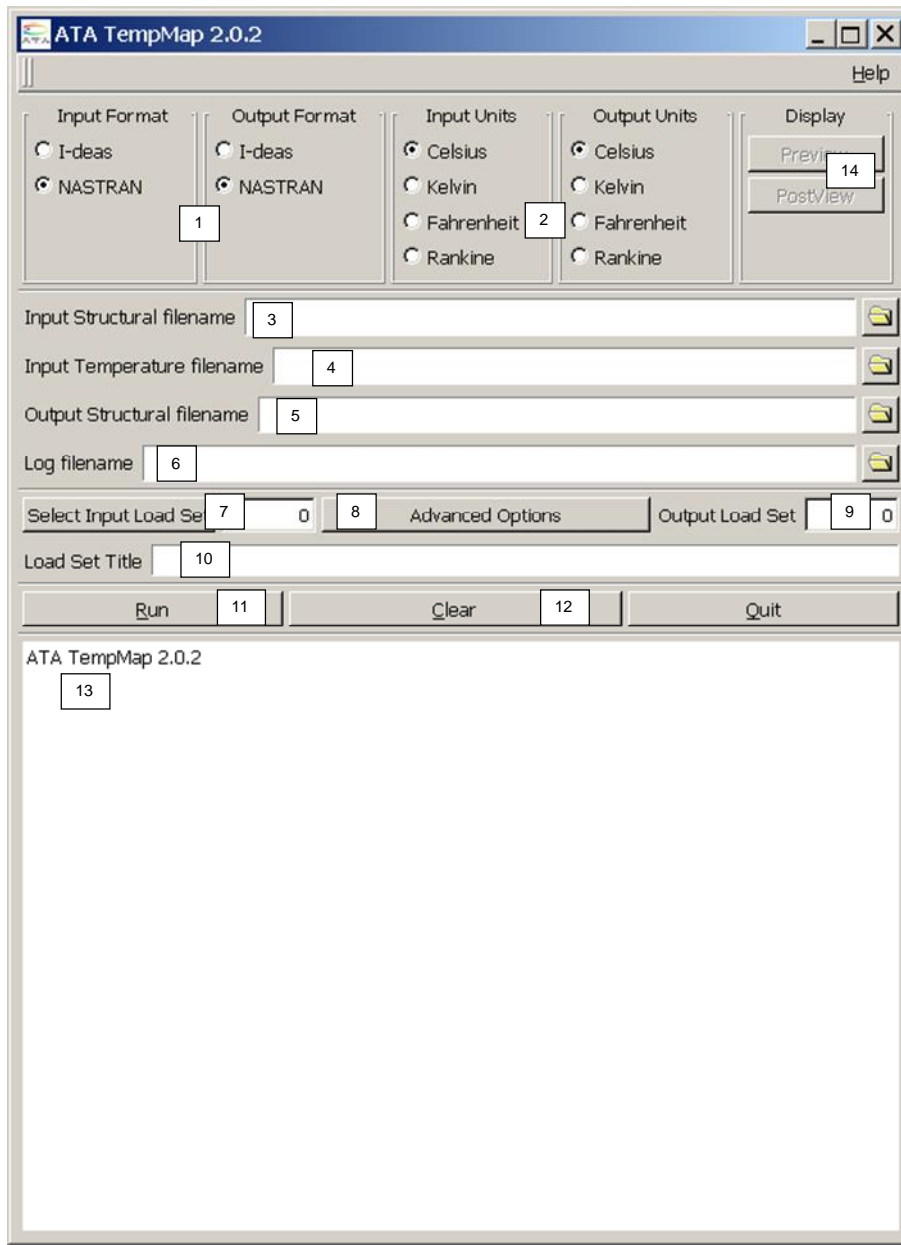 ATA TempMap 2.0.2
Help
Input Format Output Format Input Units Output Units Display
I-deas I-deas Celsius Celsius Preview 14
NASTRAN NASTRAN Kelvin Kelvin PostView
1 Fahrenheit 2 Fahrenheit
Rankine Rankine
Input Structural filename 3
Input Temperature filename 4
Output Structural filename 5
Log filename 6
Select Input Load Set 7 0 8 Advanced Options Output Load Set 9 0
Load Set Title 10
Run 11 Clear 12 Quit
ATA TempMap 2.0.2
13